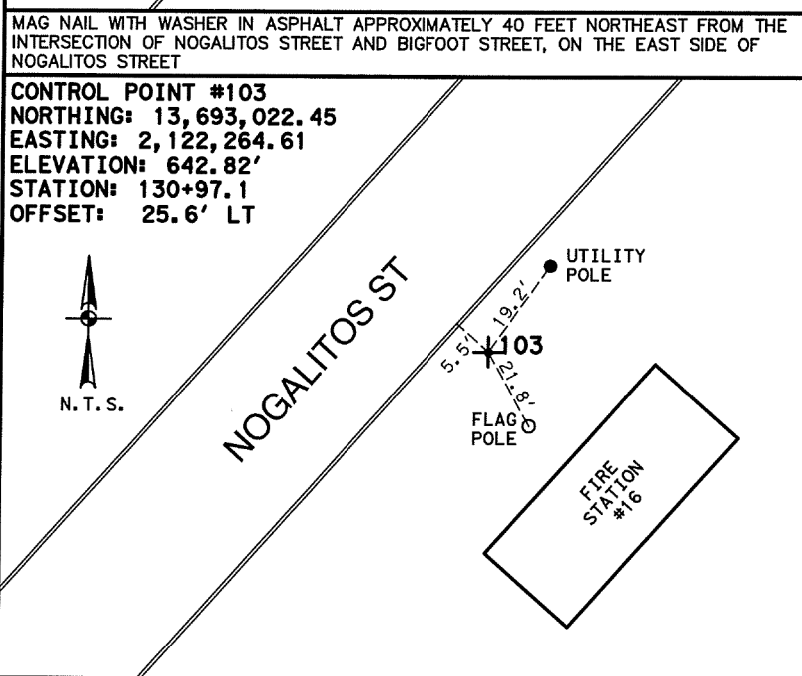 MAG NAIL WITH WASHER IN ASPHALT APPROXIMATELY 40 FEET NORTHEAST FROM THE
INTERSECTION OF NOGALITOS STREET AND BIGFOOT STREET, ON THE EAST SIDE OF
NOGALITOS STREET
CONTROL POINT #103
NORTHING: 13,693,022.45
EASTING: 2,122,264.61
ELEVATION: 642.82'
STATION: 130+97.1
OFFSET: 25.6' LT
N.T.S.
NOGALITOS ST
UTILITY
POLE
19.2'
5.5'
103
21.8'
FLAG
POLE
FIRE
STATION
#16